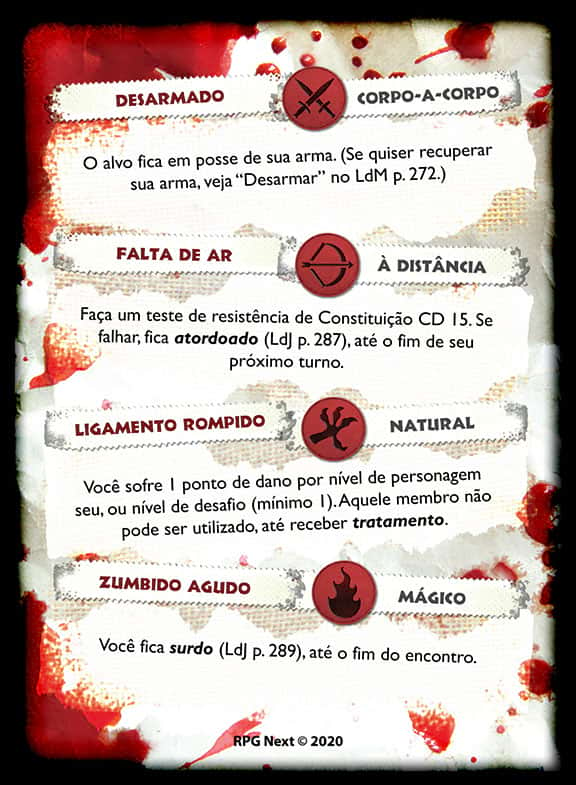 DESARMADO CORPO-A-CORPO
O alvo fica em posse de sua arma. (Se quiser recuperar
sua arma, veja “Desarmar” no LdM p. 272.)
FALTA DE AR À DISTÂNCIA
Faça um teste de resistência de Constituição CD 15. Se
falhar, fica atordoado (LdJ p. 287), até o fim de seu
próximo turno.
LIGAMENTO ROMPIDO NATURAL
Você sofre 1 ponto de dano por nível de personagem
seu, ou nível de desafio (mínimo 1). Aquele membro não
pode ser utilizado, até receber tratamento.
ZUMBIDO AGUDO MÁGICO
Você fica surdo (LdJ p. 289), até o fim do encontro.
RPG Next © 2020